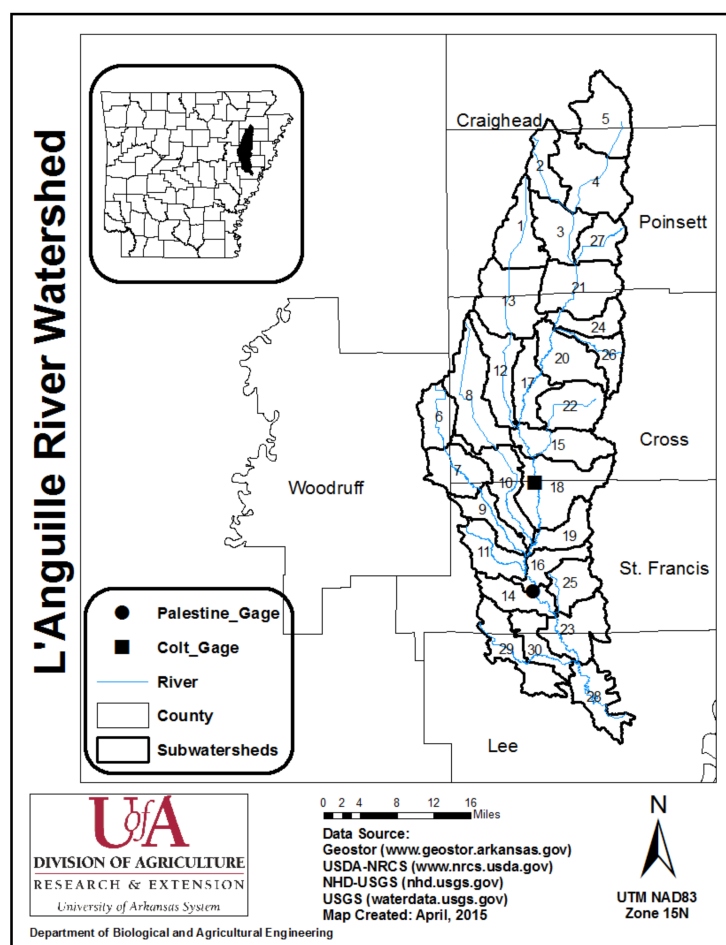 L'Anguille River Watershed
Craighead
5
2
4
Poinsett
1
3
27
21
13
24
20
26
12
17
8
22
6
15
Cross
7
10
18
Woodruff
9
19
11
16
St. Francis
25
14
23
29
30
28
Lee
Palestine_Gage
Colt_Gage
River
County
Subwatersheds
UofA
DIVISION OF AGRICULTURE
RESEARCH & EXTENSION
University of Arkansas System
Department of Biological and Agricultural Engineering
0 2 4 8 12 16
Miles
Data Source:
Geostor (www.geostor.arkansas.gov)
USDA-NRCS (www.nrcs.usda.gov)
NHD-USGS (nhd.usgs.gov)
USGS (waterdata.usgs.gov)
Map Created: April, 2015
N
UTM NAD83
Zone 15N